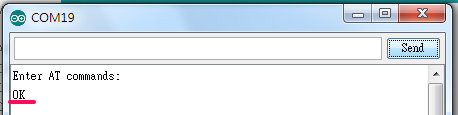 COM19
Send
Enter AT commands:
OK